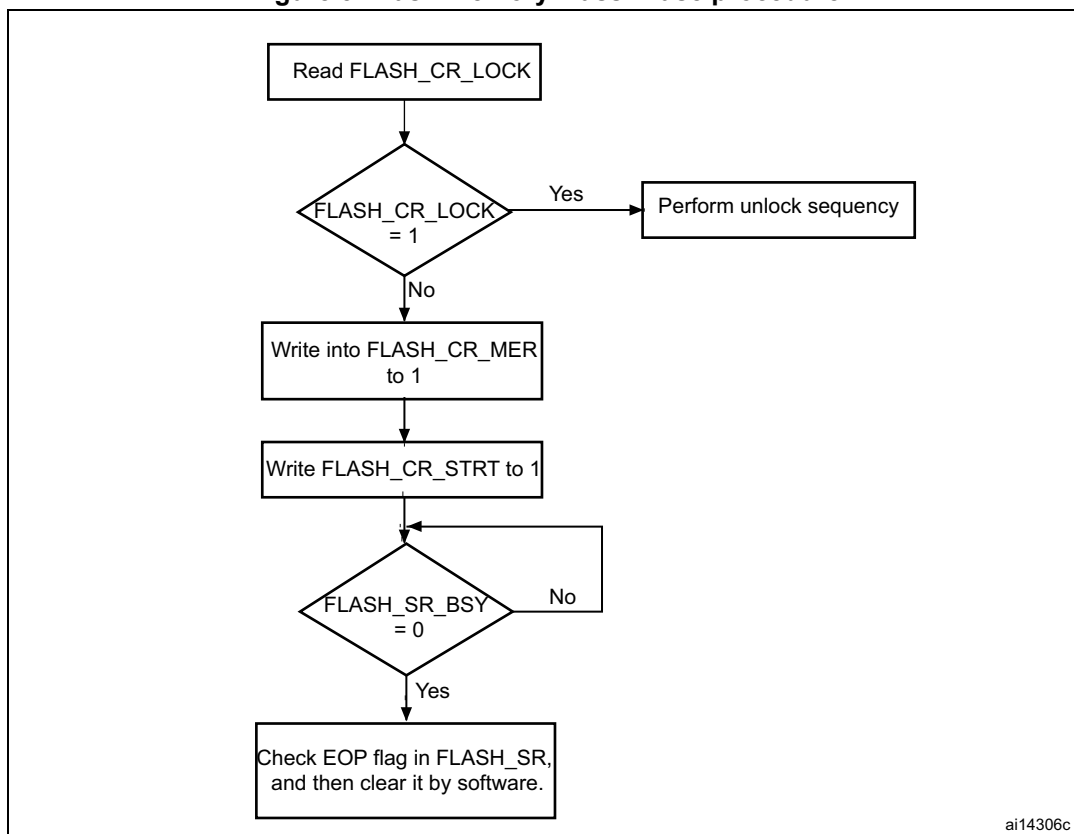 Read FLASH_CR_LOCK
FLASH_CR_LOCK
= 1
Yes
Perform unlock sequency
No
Write into FLASH_CR_MER
to 1
Write FLASH_CR_STRT to 1
FLASH_SR_BSY
= 0
No
Yes
Check EOP flag in FLASH_SR,
and then clear it by software.
ai14306c